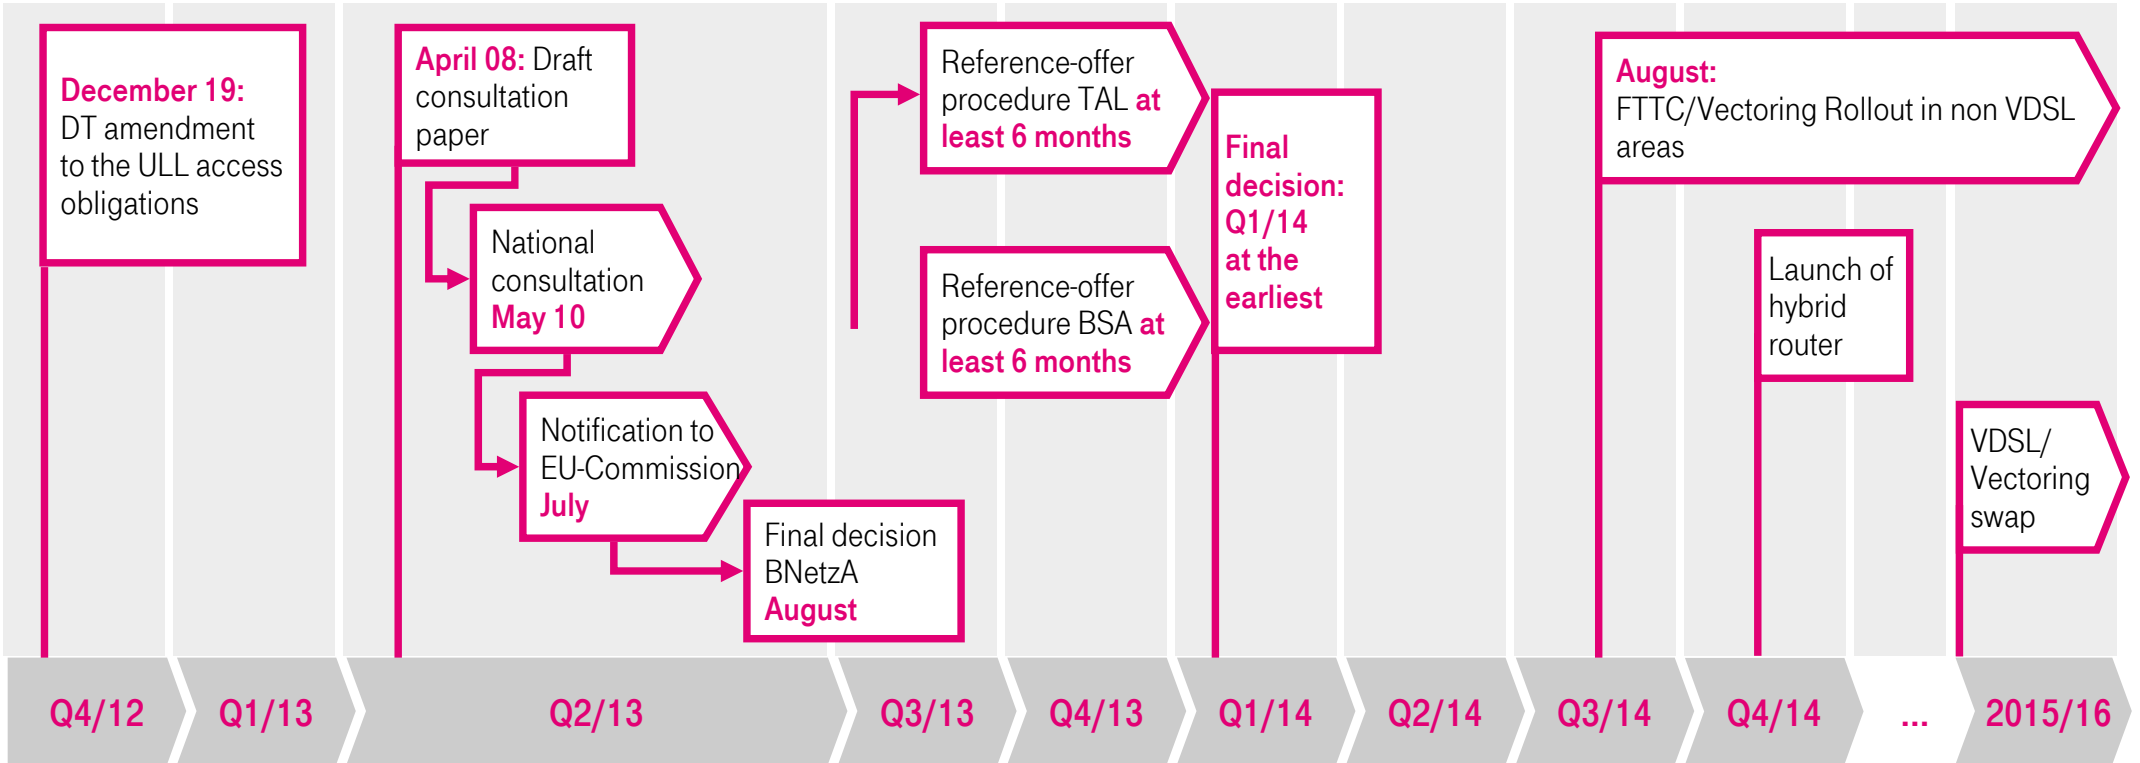 December 19:
DT amendment
to the ULL access
obligations
April 08: Draft
consultation
paper
National
consultation
May 10
Notification to
EU-Commission
July
Final decision
BNetzA
August
Reference-offer
procedure TAL at
least 6 months
Reference-offer
procedure BSA at
least 6 months
Final
decision:
Q1/14
at the
earliest
August:
FTTC/Vectoring Rollout in non VDSL
areas
Launch of
hybrid
router
VDSL/
Vectoring
swap
Q4/12
Q1/13
Q2/13
Q3/13
Q4/13
Q1/14
Q2/14
Q3/14
Q4/14
...
2015/16